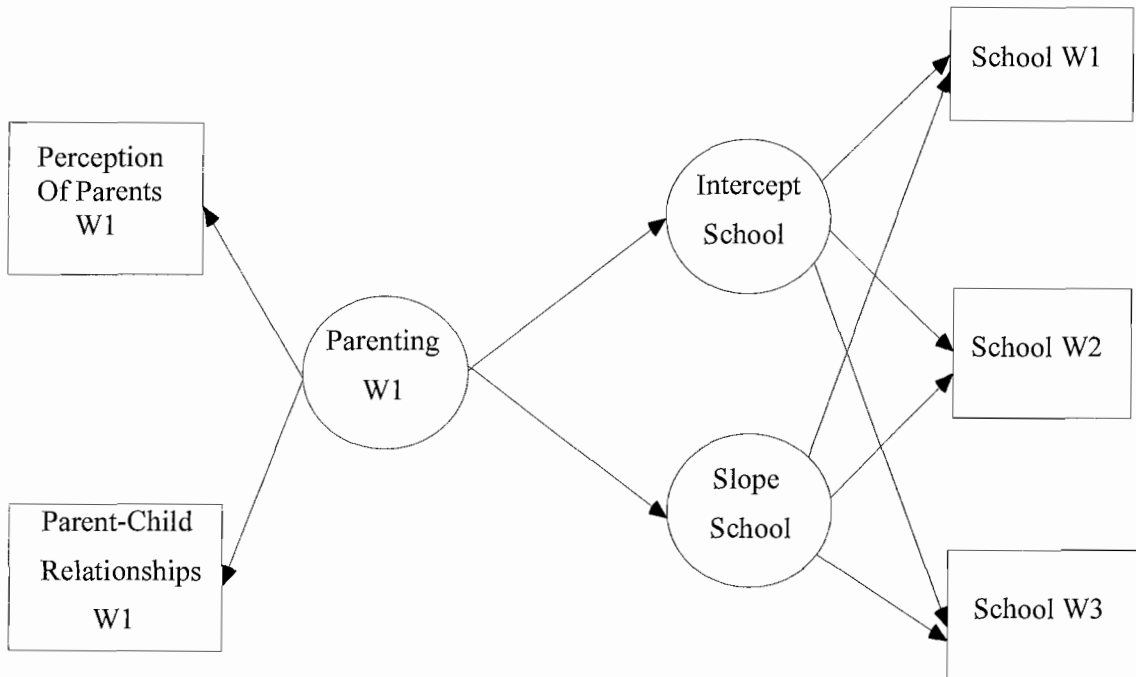 Perception
Of Parents
W1
Parent-Child
Relationships
W1
Parenting
W1
Intercept
School
Slope
School
School W1
School W2
School W3